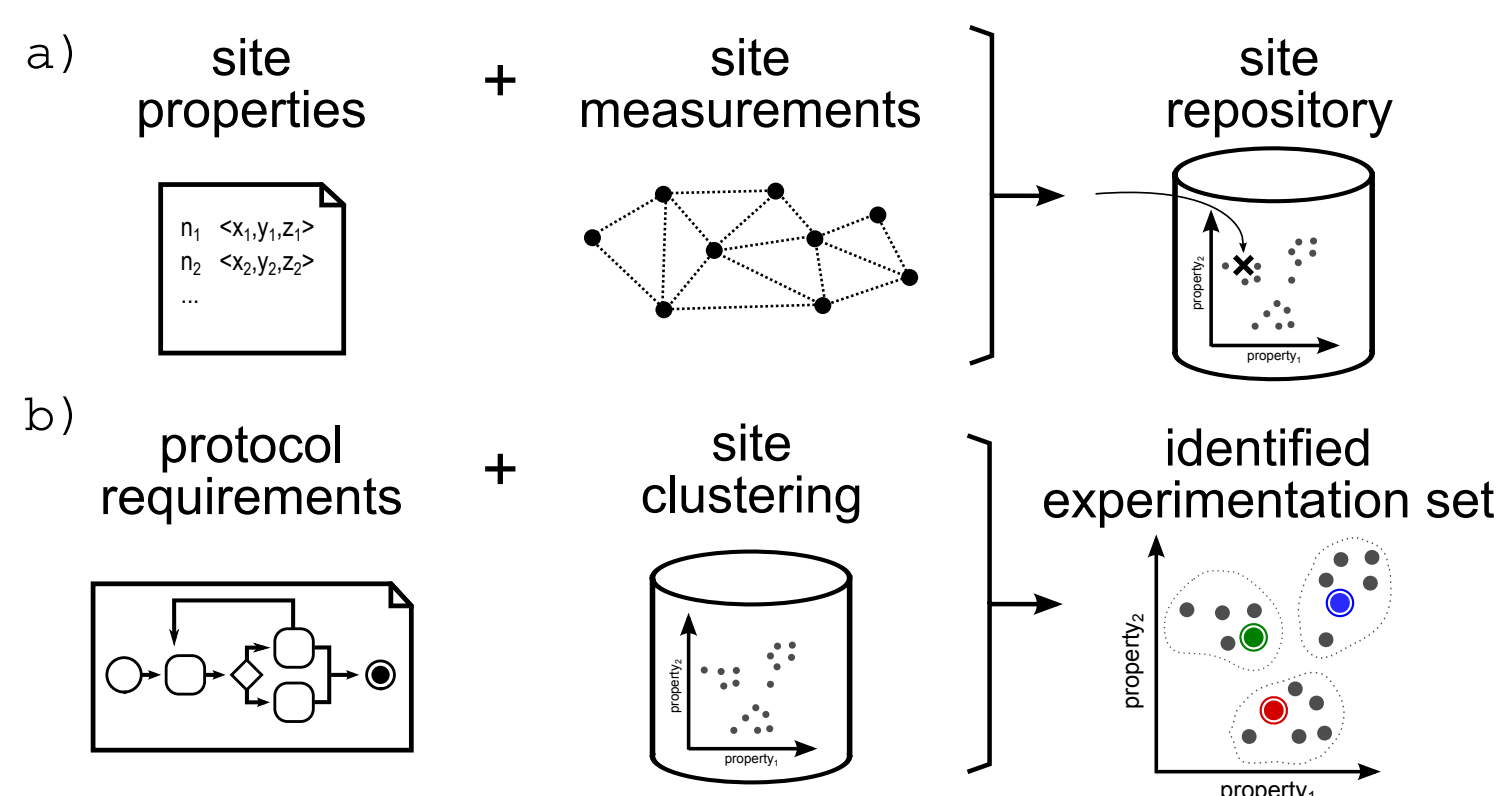 a)
site
properties
+
site
measurements
site
repository
n₁ <x₁,y₁,z₁>
n₂ <x₂,y₂,z₂>
...
property₂
property₁
b)
protocol
requirements
+
site
clustering
identified
experimentation set
property₂
property₁
property₂
property₁